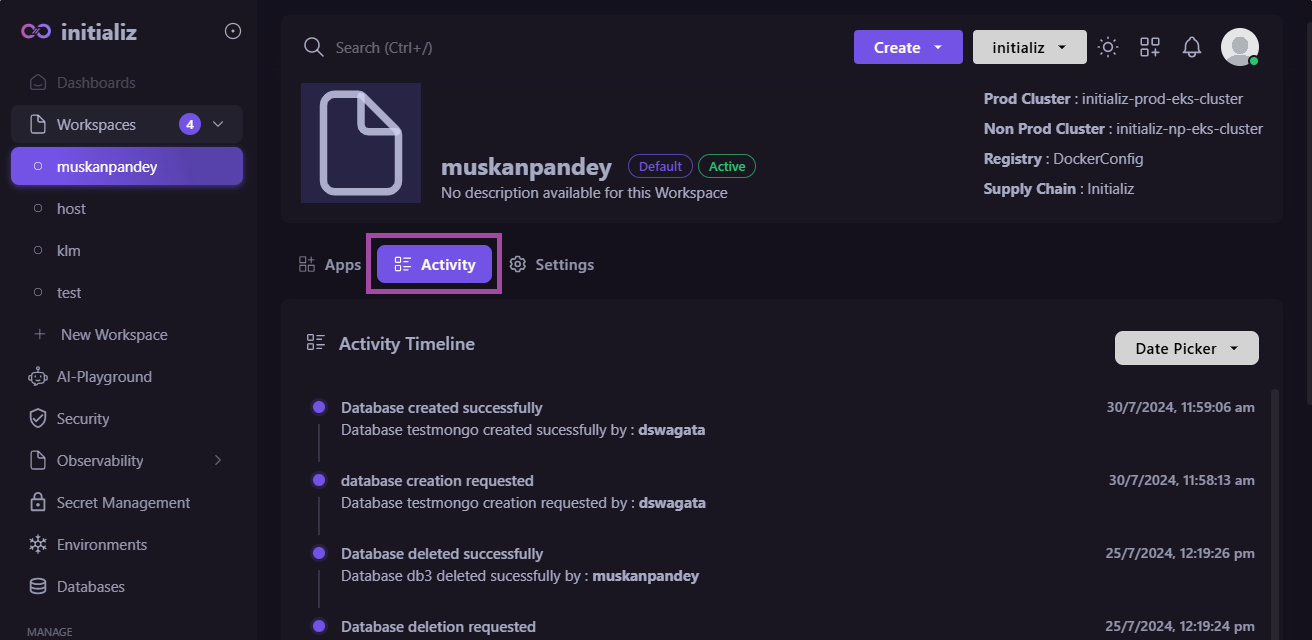 initializ
Dashboards
Workspaces 4
muskanpandey
host
klm
test
New Workspace
AI-Playground
Security
Observability
Secret Management
Environments
Databases
MANAGE
Search (Ctrl+/)
Create
initializ
muskanpandey Default Active
No description available for this Workspace
Prod Cluster : initializ-prod-eks-cluster
Non Prod Cluster : initializ-np-eks-cluster
Registry : DockerConfig
Supply Chain : Initializ
Apps Activity Settings
Activity Timeline
Date Picker
Database created successfully 30/7/2024, 11:59:06 am
Database testmongo created sucessfully by : dswagata
database creation requested 30/7/2024, 11:58:13 am
Database testmongo creation requested by : dswagata
Database deleted successfully 25/7/2024, 12:19:26 pm
Database db3 deleted sucessfully by : muskanpandey
Database deletion requested 25/7/2024, 12:19:24 pm